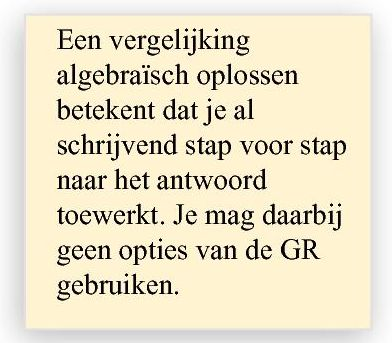 Een vergelijking
algebraïsch oplossen
betekent dat je al
schrijvend stap voor stap
naar het antwoord
toewerkt. Je mag daarbij
geen opties van de GR
gebruiken.